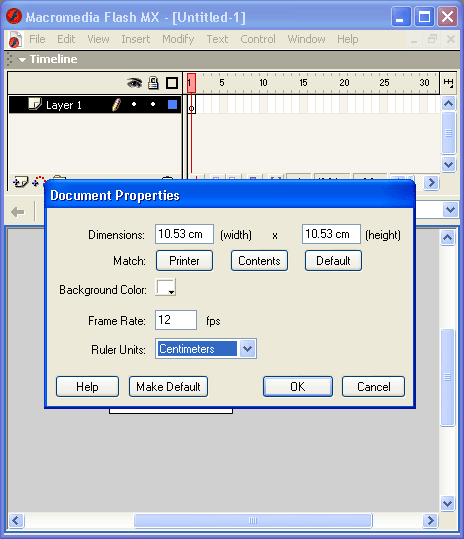 Macromedia Flash MX - [Untitled-1]
File Edit View Insert Modify Text Control Window Help
Timeline
1 5 10 15 20 25 30
Layer 1
Document Properties
Dimensions: 10.53 cm (width) x 10.53 cm (height)
Match: Printer Contents Default
Background Color:
Frame Rate: 12 fps
Ruler Units: Centimeters
Help Make Default OK Cancel